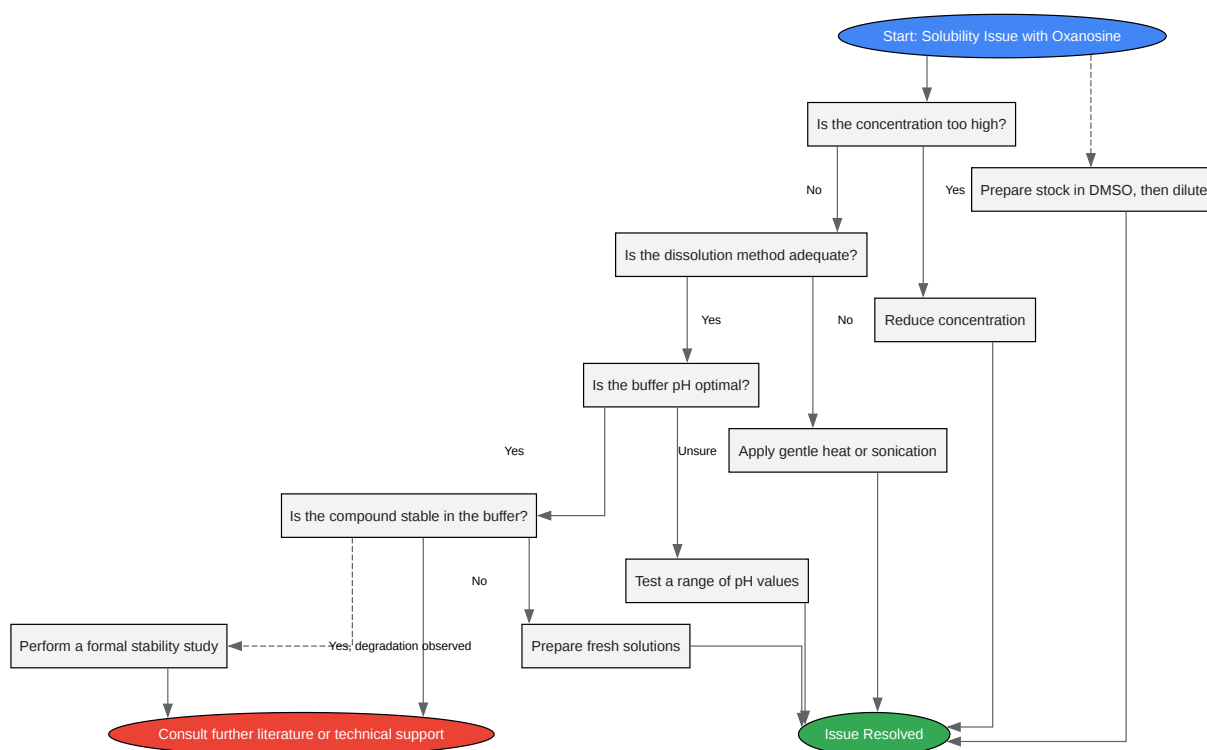 Start: Solubility Issue with Oxanosine
Is the concentration too high?
No
Yes
Prepare stock in DMSO, then dilute
Is the dissolution method adequate?
Yes
No
Reduce concentration
Is the buffer pH optimal?
Yes
Unsure
Apply gentle heat or sonication
Is the compound stable in the buffer?
No
Test a range of pH values
Perform a formal stability study
Yes, degradation observed
Prepare fresh solutions
Consult further literature or technical support
Issue Resolved